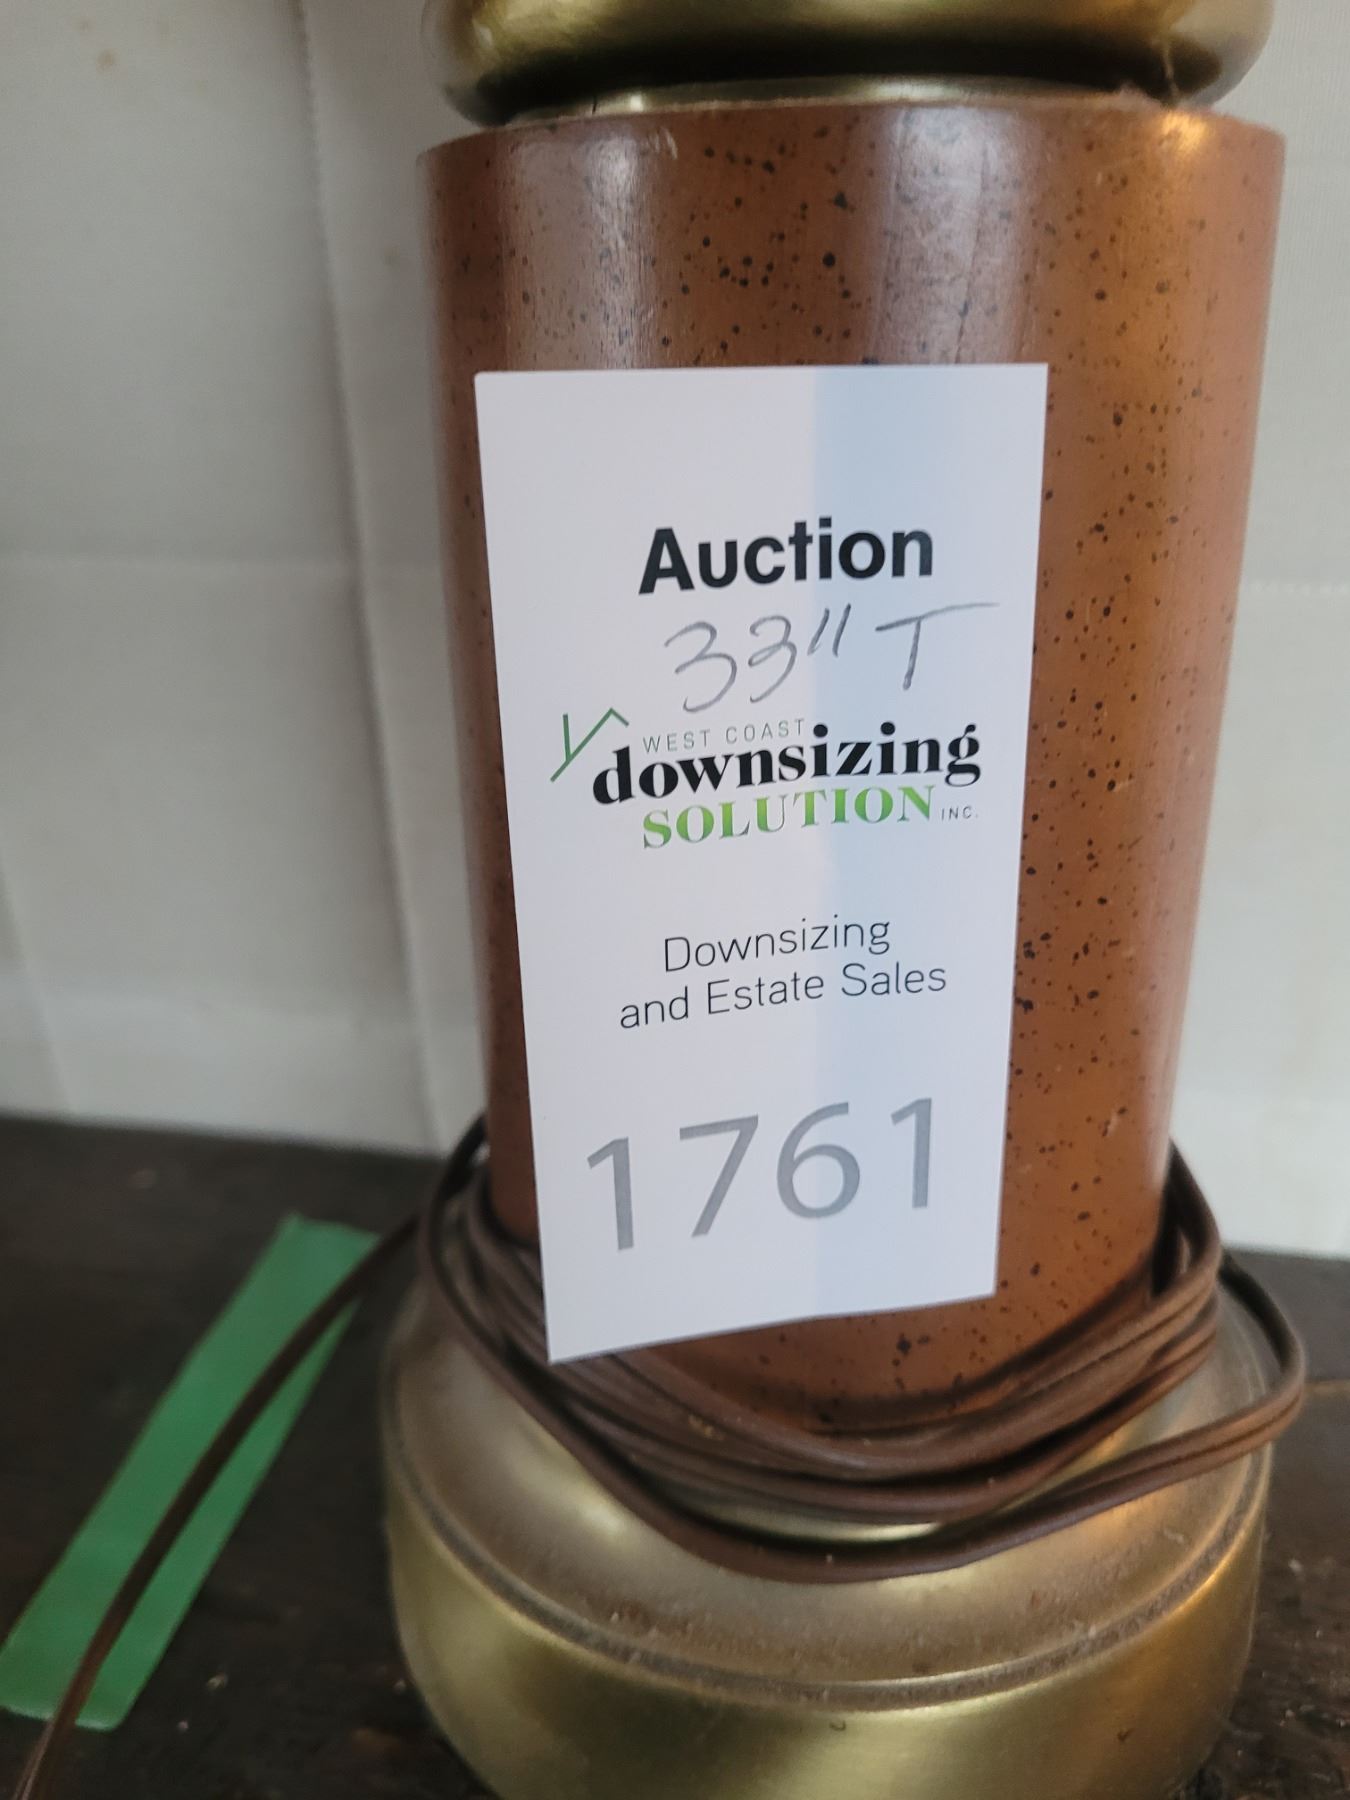 Auction
33" T
WEST COAST
downsizing
SOLUTION INC.
Downsizing
and Estate Sales
1761